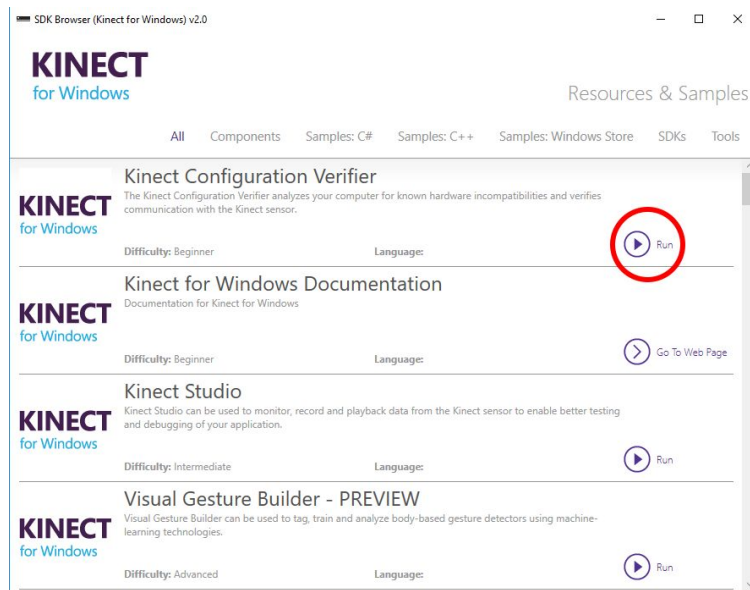 SDK Browser (Kinect for Windows) v2.0
KINECT
for Windows
Resources & Samples
All Components Samples: C# Samples: C++ Samples: Windows Store SDKs Tools
KINECT
for Windows
Kinect Configuration Verifier
The Kinect Configuration Verifier analyzes your computer for known hardware incompatibilities and verifies
communication with the Kinect sensor.
Difficulty: Beginner Language: Run
KINECT
for Windows
Kinect for Windows Documentation
Documentation for Kinect for Windows
Difficulty: Beginner Language: Go To Web Page
KINECT
for Windows
Kinect Studio
Kinect Studio can be used to monitor, record and playback data from the Kinect sensor to enable better testing
and debugging of your application.
Difficulty: Intermediate Language: Run
KINECT
for Windows
Visual Gesture Builder - PREVIEW
Visual Gesture Builder can be used to tag, train and analyze body-based gesture detectors using machine-
learning technologies.
Difficulty: Advanced Language: Run